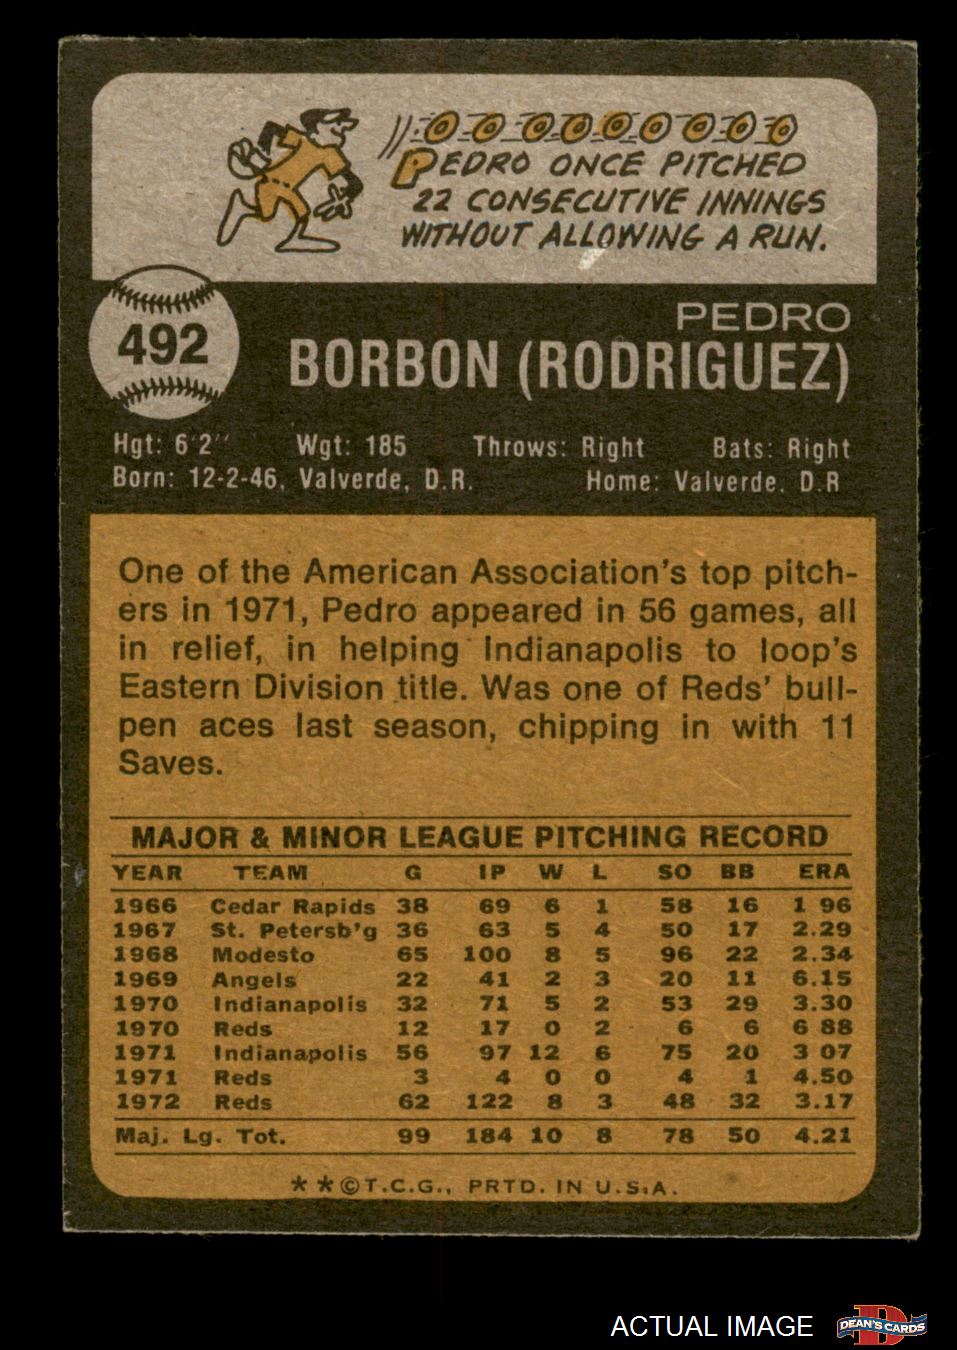 PEDRO ONCE PITCHED
22 CONSECUTIVE INNINGS
WITHOUT ALLOWING A RUN.
492
PEDRO
BORBON (RODRIGUEZ)
Hgt: 6'2" Wgt: 185 Throws: Right Bats: Right
Born: 12-2-46, Valverde, D.R. Home: Valverde, D.R
One of the American Association's top pitch-
ers in 1971, Pedro appeared in 56 games, all
in relief, in helping Indianapolis to loop's
Eastern Division title. Was one of Reds' bull-
pen aces last season, chipping in with 11
Saves.
MAJOR & MINOR LEAGUE PITCHING RECORD
YEAR TEAM G IP W L SO BB ERA
1966 Cedar Rapids 38 69 6 1 58 16 1 96
1967 St. Petersb'g 36 63 5 4 50 17 2.29
1968 Modesto 65 100 8 5 96 22 2.34
1969 Angels 22 41 2 3 20 11 6.15
1970 Indianapolis 32 71 5 2 53 29 3.30
1970 Reds 12 17 0 2 6 6 6 88
1971 Indianapolis 56 97 12 6 75 20 3 07
1971 Reds 3 4 0 0 4 1 4.50
1972 Reds 62 122 8 3 48 32 3.17
Maj. Lg. Tot. 99 184 10 8 78 50 4.21
**©T.C.G., PRTD. IN U.S.A.
ACTUAL IMAGE
DEAN'S CARDS